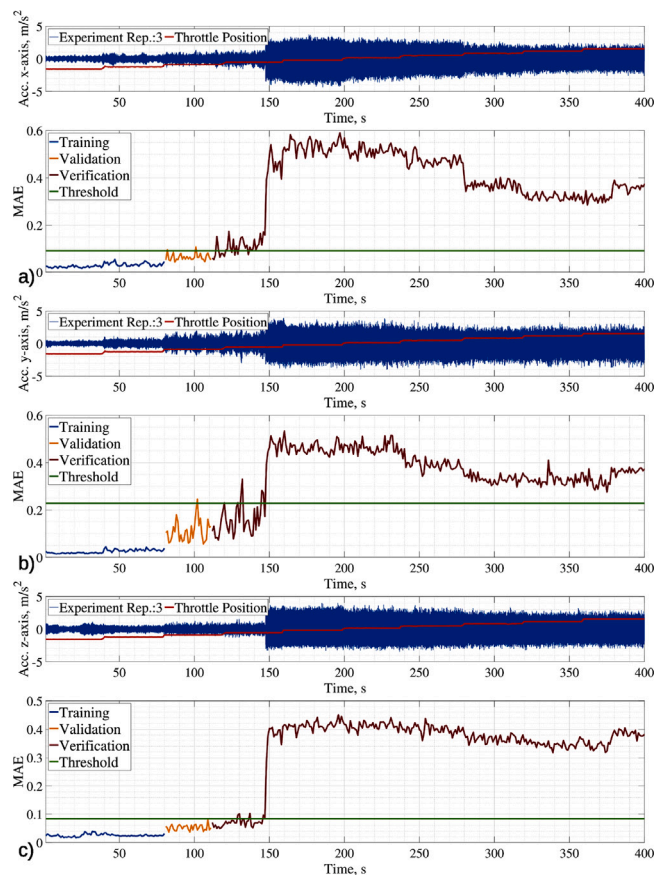 Acc. x-axis, m/s²
5
0
-5
Experiment Rep.:3 Throttle Position
50 100 150 200 250 300 350 400
Time, s
MAE
0.6
0.4
0.2
0
Training
Validation
Verification
Threshold
50 100 150 200 250 300 350 400
a)
Time, s
Acc. y-axis, m/s²
5
0
-5
Experiment Rep.:3 Throttle Position
50 100 150 200 250 300 350 400
Time, s
MAE
0.6
0.4
0.2
0
Training
Validation
Verification
Threshold
50 100 150 200 250 300 350 400
b)
Time, s
Acc. z-axis, m/s²
5
0
-5
Experiment Rep.:3 Throttle Position
50 100 150 200 250 300 350 400
Time, s
MAE
0.5
0.4
0.3
0.2
0.1
0
Training
Validation
Verification
Threshold
50 100 150 200 250 300 350 400
c)
Time, s